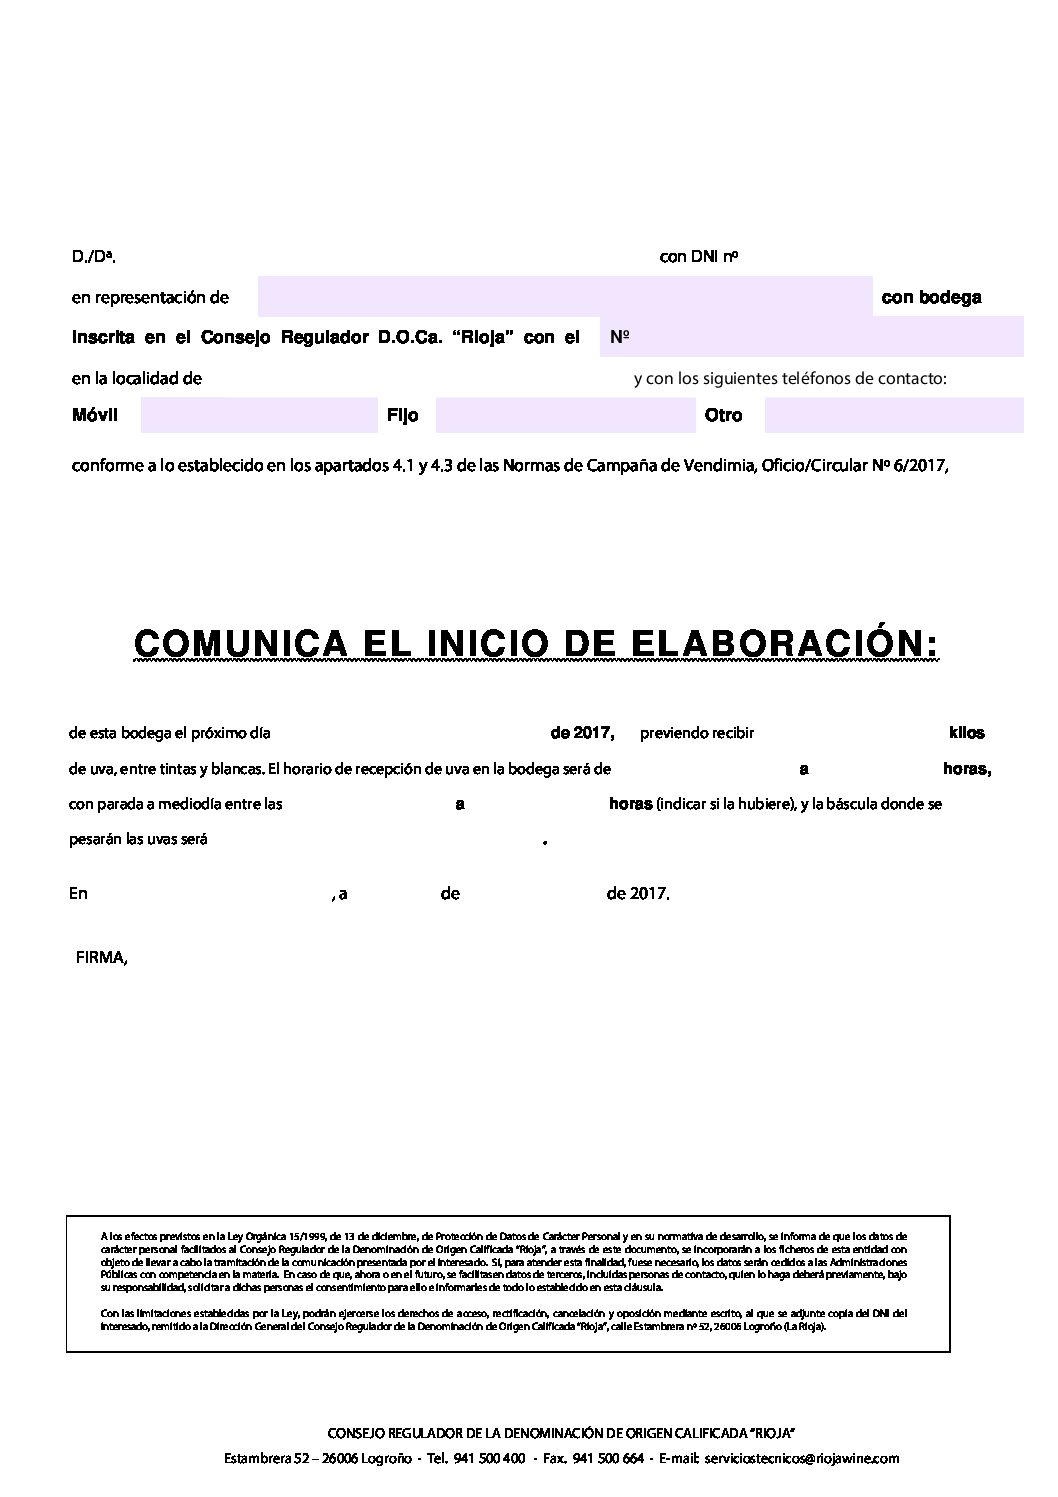 D./Dª. con DNI nº
en representación de con bodega
Inscrita en el Consejo Regulador D.O.Ca. “Rioja” con el Nº
en la localidad de y con los siguientes teléfonos de contacto:
Móvil Fijo Otro
conforme a lo establecido en los apartados 4.1 y 4.3 de las Normas de Campaña de Vendimia, Oficio/Circular Nº 6/2017,
COMUNICA EL INICIO DE ELABORACIÓN:
de esta bodega el próximo día de 2017, previendo recibir kilos
de uva, entre tintas y blancas. El horario de recepción de uva en la bodega será de a horas,
con parada a mediodía entre las a horas (indicar si la hubiere), y la báscula donde se
pesarán las uvas será .
En , a de de 2017.
FIRMA,
A los efectos previstos en la Ley Orgánica 15/1999, de 13 de diciembre, de Protección de Datos de Carácter Personal y en su normativa de desarrollo, se informa de que los datos de
carácter personal facilitados al Consejo Regulador de la Denominación de Origen Calificada “Rioja”, a través de este documento, se incorporarán a los ficheros de esta entidad con
objeto de llevar a cabo la tramitación de la comunicación presentada por el interesado. Si, para atender esta finalidad, fuese necesario, los datos serán cedidos a las Administraciones
Públicas con competencia en la materia. En caso de que, ahora o en el futuro, se facilitasen datos de terceros, incluidas personas de contacto, quien lo haga deberá previamente, bajo
su responsabilidad, solicitar a dichas personas el consentimiento para ello e informarles de todo lo establecido en esta cláusula.
Con las limitaciones establecidas por la Ley, podrán ejercerse los derechos de acceso, rectificación, cancelación y oposición mediante escrito, al que se adjunte copia del DNI del
interesado, remitido a la Dirección General del Consejo Regulador de la Denominación de Origen Calificada “Rioja”, calle Estambrera nº 52, 26006 Logroño (La Rioja).
CONSEJO REGULADOR DE LA DENOMINACIÓN DE ORIGEN CALIFICADA “RIOJA”
Estambrera 52 – 26006 Logroño - Tel. 941 500 400 - Fax. 941 500 664 - E-mail: serviciostecnicos@riojawine.com